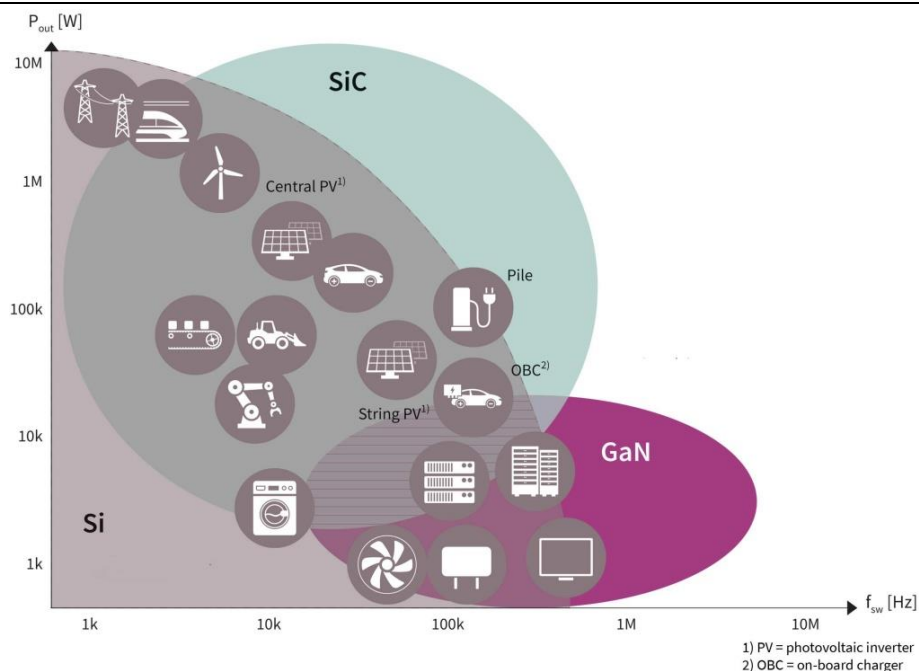 P_out [W]
10M
SiC
Central PV¹⁾
1M
Pile
100k
OBC²⁾
String PV¹⁾
10k
GaN
Si
1k
f_sw [Hz]
1k 10k 100k 1M 10M
1) PV = photovoltaic inverter
2) OBC = on-board charger